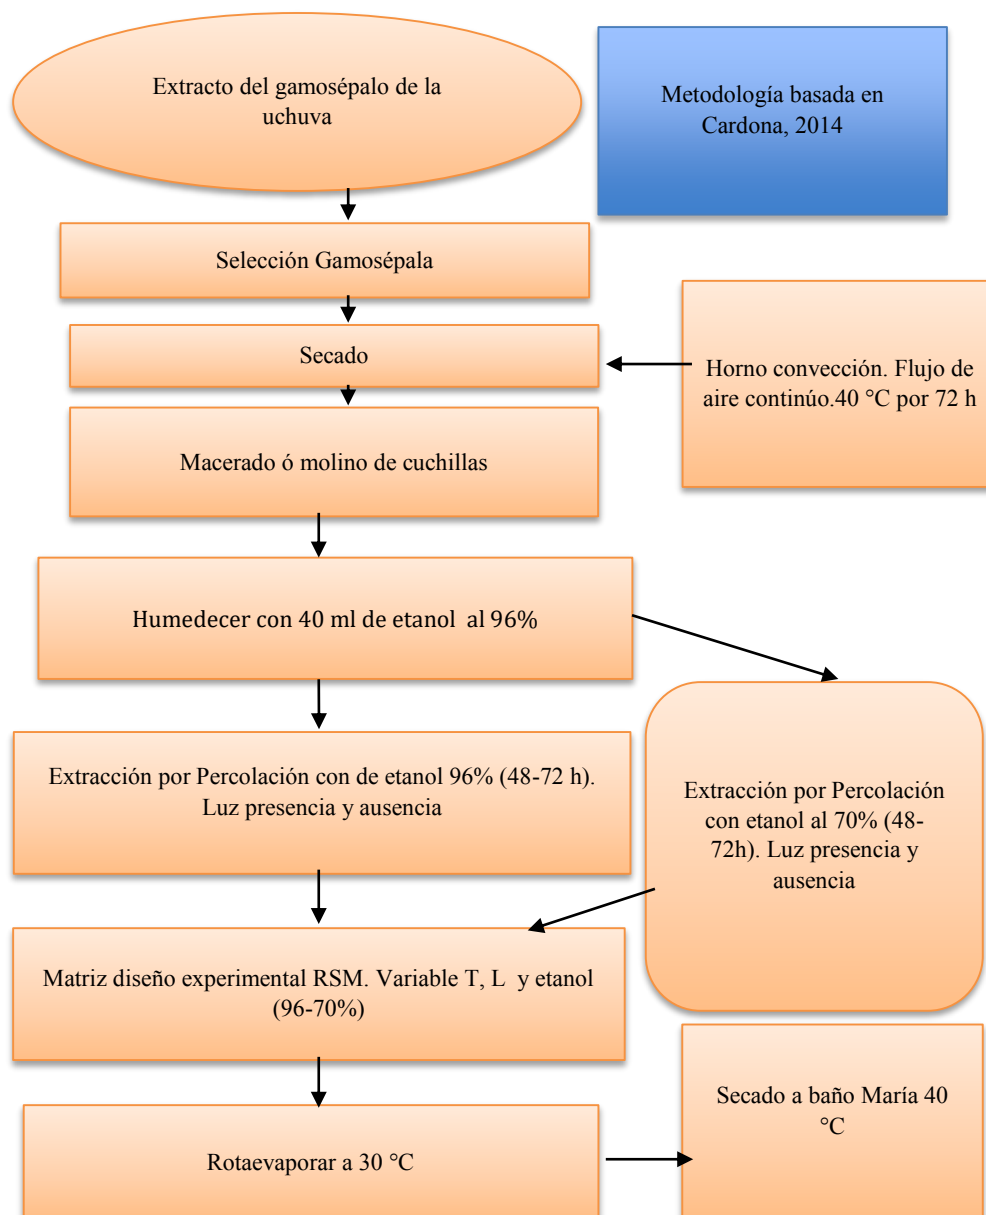 Extracto del gamosépalo de la
uchuva
Metodología basada en
Cardona, 2014
Selección Gamosépala
Secado
Horno convección. Flujo de
aire continúo.40 °C por 72 h
Macerado ó molino de cuchillas
Humedecer con 40 ml de etanol al 96%
Extracción por Percolación con de etanol 96% (48-72 h).
Luz presencia y ausencia
Extracción por Percolación
con etanol al 70% (48-
72h). Luz presencia y
ausencia
Matriz diseño experimental RSM. Variable T, L y etanol
(96-70%)
Rotaevaporar a 30 °C
Secado a baño María 40
°C